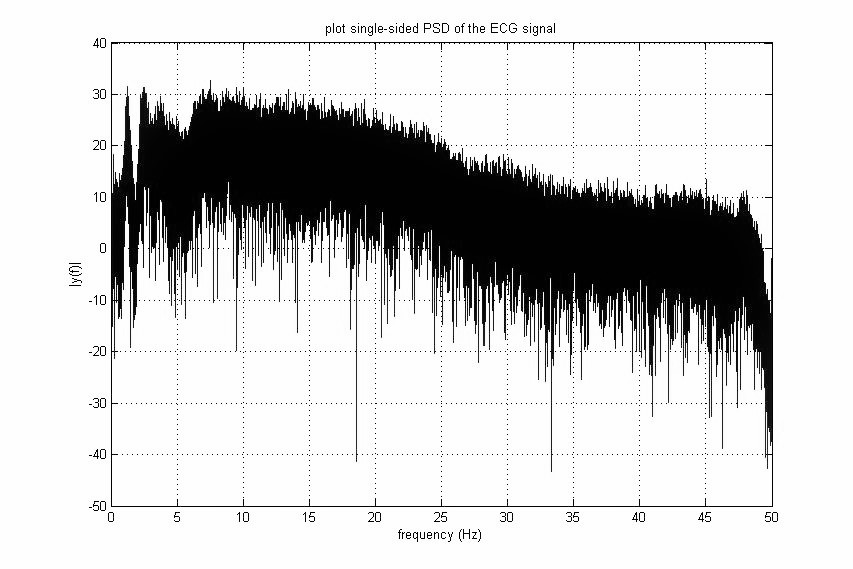 plot single-sided PSD of the ECG signal
40
30
20
10
0
-10
-20
-30
-40
-50
|y(f)|
0 5 10 15 20 25 30 35 40 45 50
frequency (Hz)